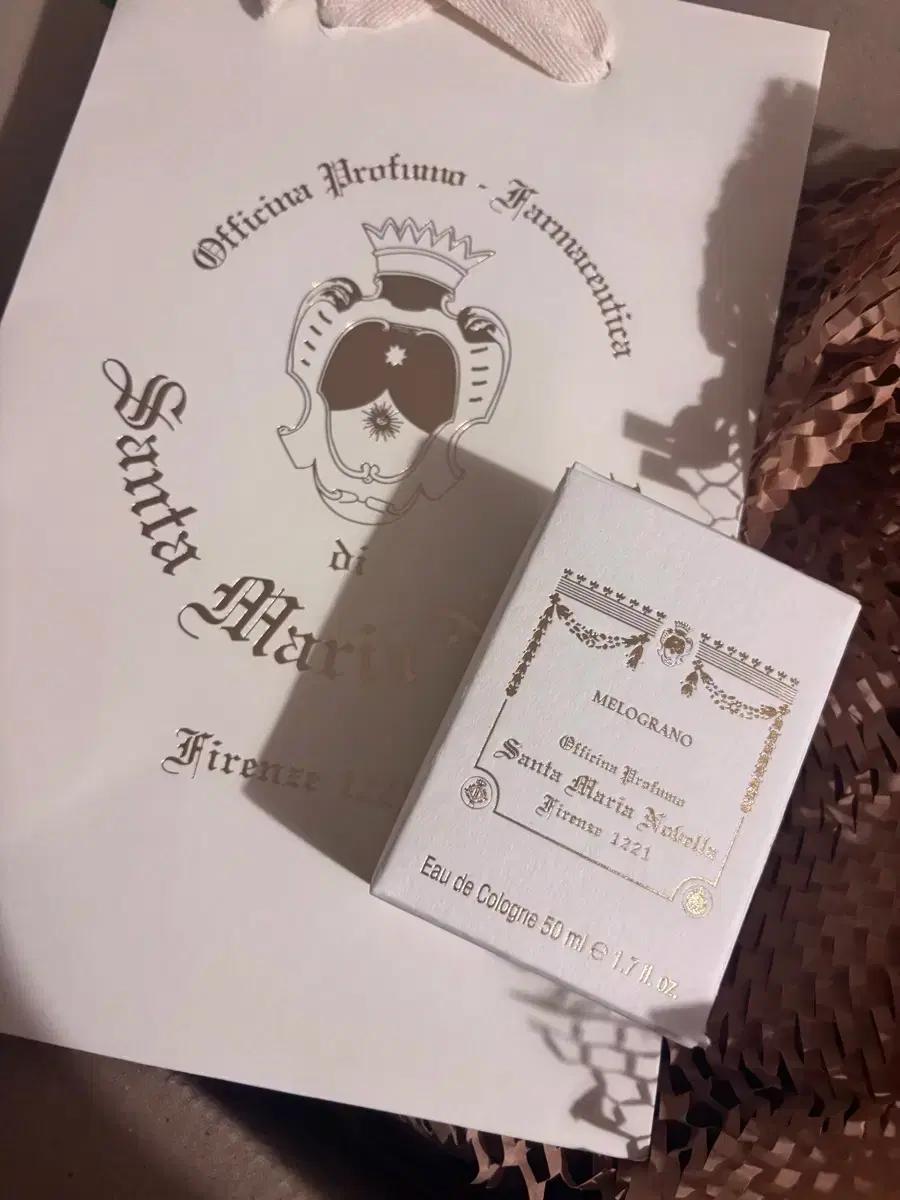 Officina Profumo - Farmaceutica
di
Santa Maria
Firenze
MELOGRANO
Officina Profumo
Santa Maria Novella
Firenze 1221
Eau de Cologne 50 ml ℮ 1.7 fl. oz.